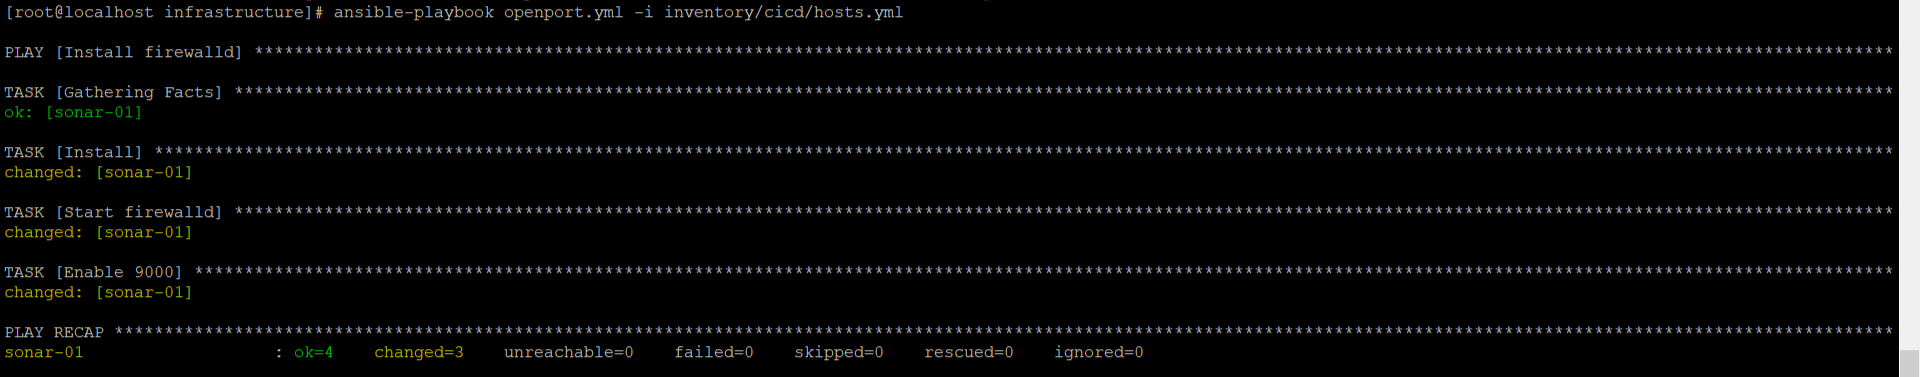 [root@localhost infrastructure]# ansible-playbook openport.yml -i inventory/cicd/hosts.yml
PLAY [Install firewalld] ********************************************************************************************************************************************************************
TASK [Gathering Facts] **********************************************************************************************************************************************************************
ok: [sonar-01]
TASK [Install] ******************************************************************************************************************************************************************************
changed: [sonar-01]
TASK [Start firewalld] **********************************************************************************************************************************************************************
changed: [sonar-01]
TASK [Enable 9000] **************************************************************************************************************************************************************************
changed: [sonar-01]
PLAY RECAP **********************************************************************************************************************************************************************************
sonar-01                   : ok=4    changed=3    unreachable=0    failed=0    skipped=0    rescued=0    ignored=0